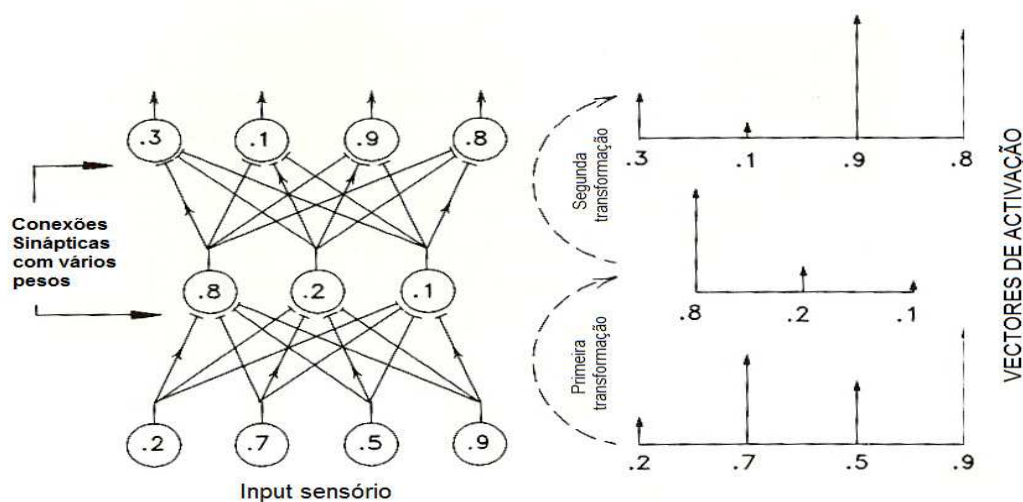 .3 .1 .9 .8
Conexões
Sinápticas
com vários
pesos
.8 .2 .1
.2 .7 .5 .9
Input sensório
Segunda
transformação
Primeira
transformação
.3 .1 .9 .8
.8 .2 .1
.2 .7 .5 .9
VECTORES DE ACTIVAÇÃO